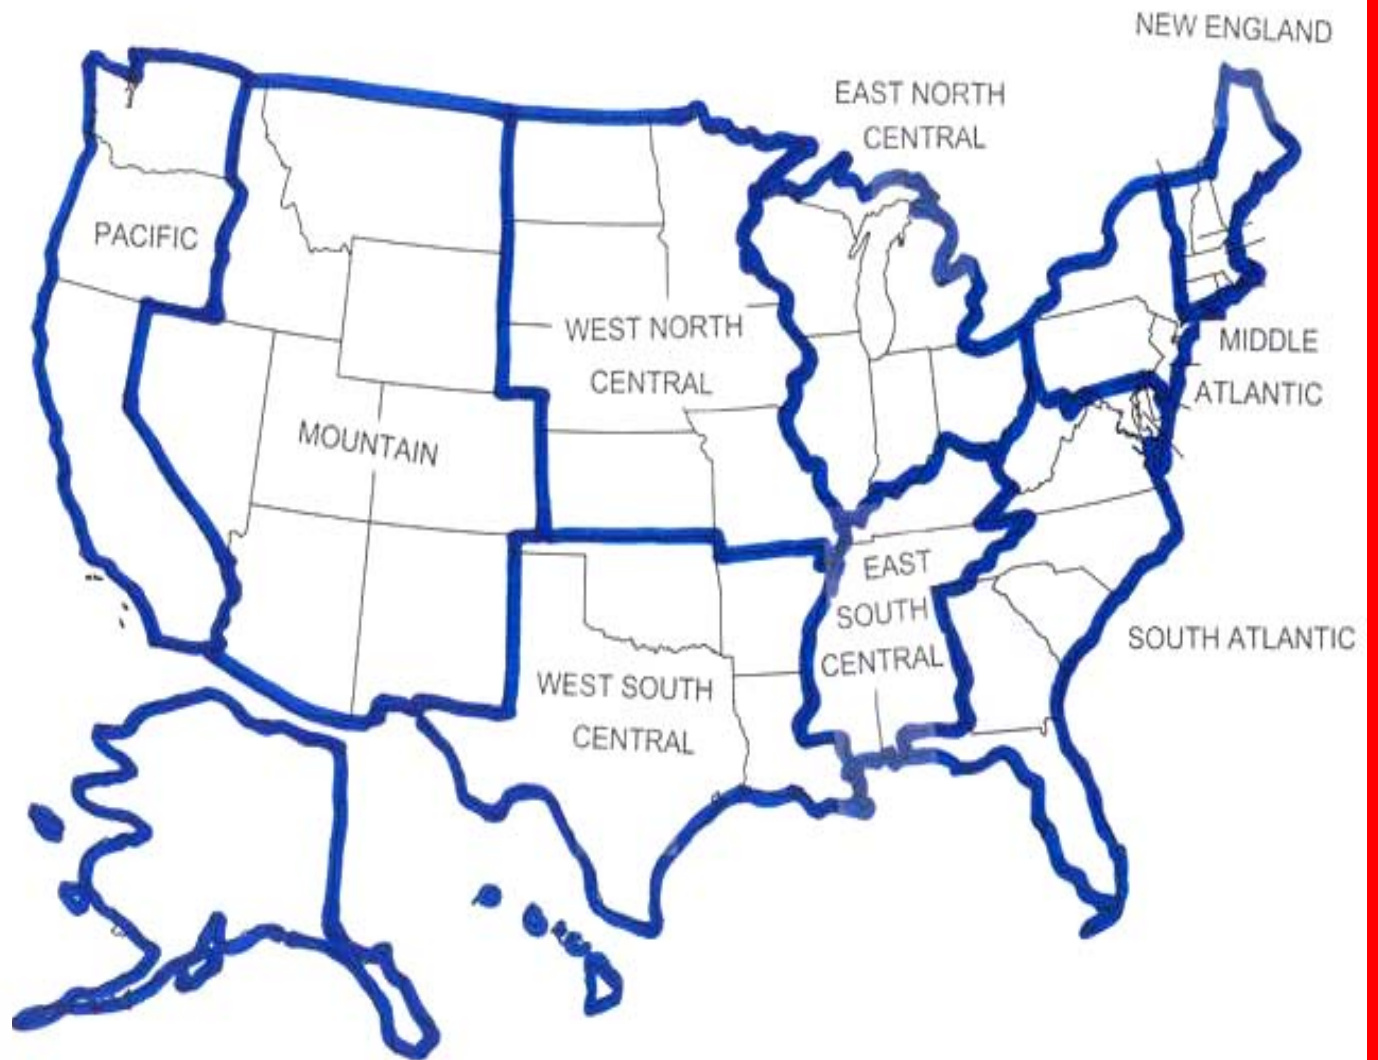 NEW ENGLAND
EAST NORTH
CENTRAL
PACIFIC
WEST NORTH
CENTRAL
MIDDLE
ATLANTIC
MOUNTAIN
EAST
SOUTH
CENTRAL
SOUTH ATLANTIC
WEST SOUTH
CENTRAL